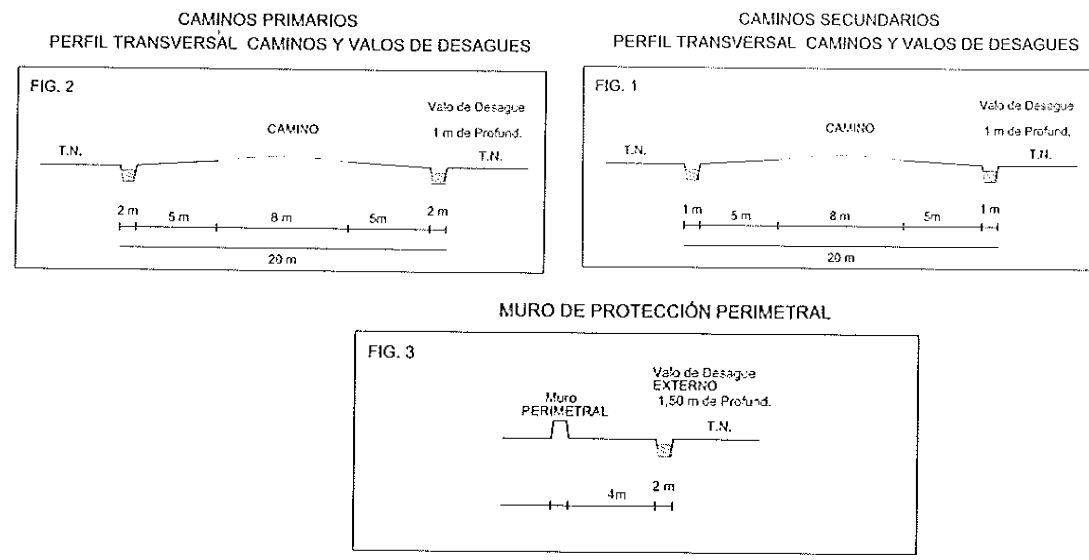 CAMINOS PRIMARIOS
PERFIL TRANSVERSAL CAMINOS Y VALOS DE DESAGUES
FIG. 2
Valo de Desague
1 m de Profund.
CAMINO
T.N.
T.N.
2 m
5 m
8 m
5m
2 m
20 m
CAMINOS SECUNDARIOS
PERFIL TRANSVERSAL CAMINOS Y VALOS DE DESAGUES
FIG. 1
Valo de Desague
1 m de Profund.
CAMINO
T.N.
T.N.
1 m
5 m
8 m
5m
1 m
20 m
MURO DE PROTECCIÓN PERIMETRAL
FIG. 3
Valo de Desague
EXTERNO
1,50 m de Profund.
Muro
PERIMETRAL
T.N.
4m
2 m